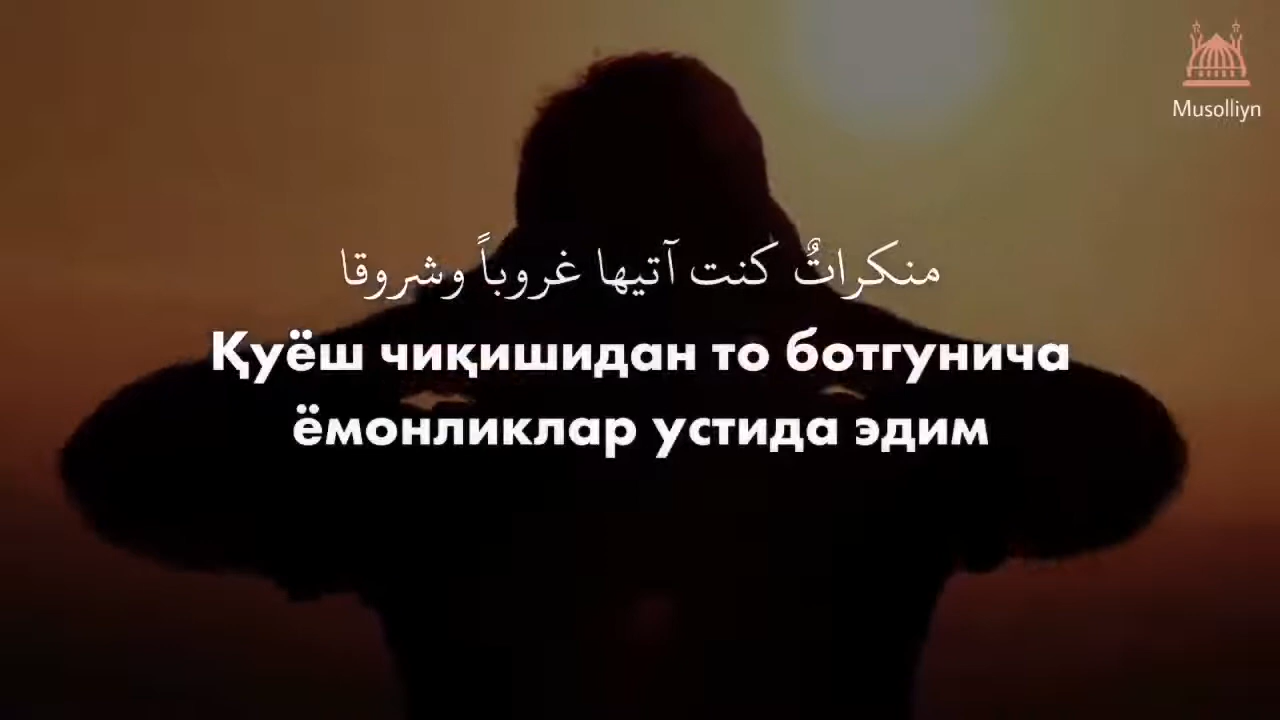 Musolliyn
منكراتٌ كنت آتيها غروباً وشروقا
Қуёш чиқишидан то ботгунича
ёмонликлар устида эдим